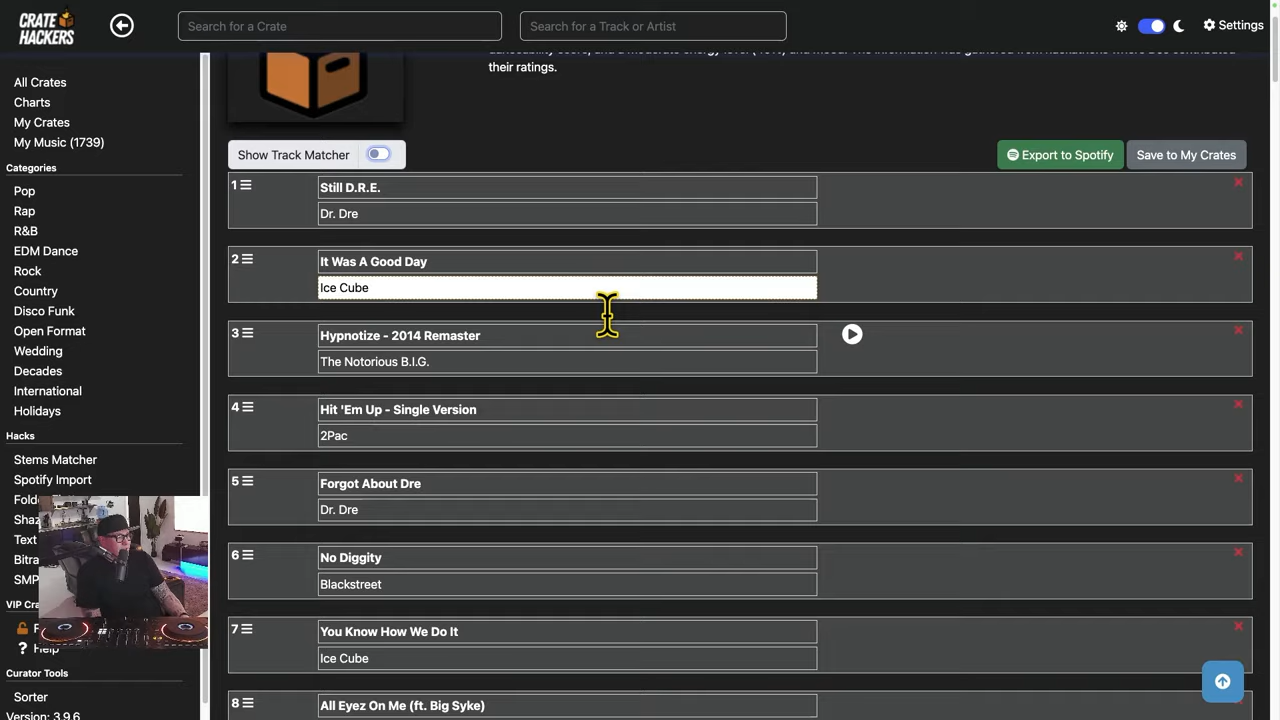 CRATE
HACKERS
Search for a Crate
Search for a Track or Artist
Settings
their ratings.
All Crates
Charts
My Crates
My Music (1739)
Categories
Pop
Rap
R&B
EDM Dance
Rock
Country
Disco Funk
Open Format
Wedding
Decades
International
Holidays
Hacks
Stems Matcher
Spotify Import
Text
SMP
Help
Curator Tools
Sorter
Version: 3.9.6
Show Track Matcher
Export to Spotify
Save to My Crates
1
Still D.R.E.
Dr. Dre
2
It Was A Good Day
Ice Cube
3
Hypnotize - 2014 Remaster
The Notorious B.I.G.
4
Hit 'Em Up - Single Version
2Pac
5
Forgot About Dre
Dr. Dre
6
No Diggity
Blackstreet
7
You Know How We Do It
Ice Cube
8
All Eyez On Me (ft. Big Syke)